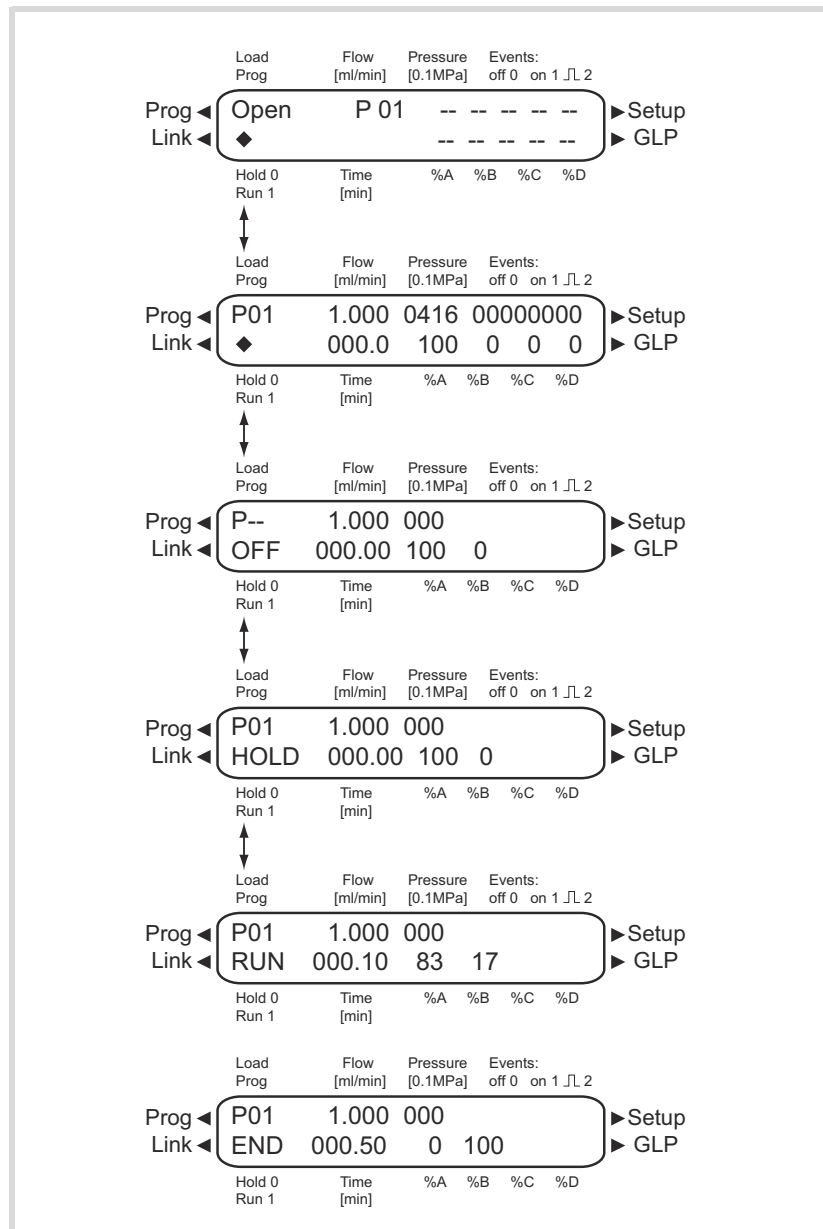 Load Flow Pressure Events:
Prog [ml/min] [0.1MPa] off 0 on 1 ⎍ 2
Prog ◄ Open P 01 -- -- -- -- -- ►Setup
Link ◄ ◆ -- -- -- -- -- ► GLP
Hold 0 Time %A %B %C %D
Run 1 [min]
Load Flow Pressure Events:
Prog [ml/min] [0.1MPa] off 0 on 1 ⎍ 2
Prog ◄ P01 1.000 0416 00000000 ►Setup
Link ◄ ◆ 000.0 100 0 0 0 ► GLP
Hold 0 Time %A %B %C %D
Run 1 [min]
Load Flow Pressure Events:
Prog [ml/min] [0.1MPa] off 0 on 1 ⎍ 2
Prog ◄ P-- 1.000 000 ►Setup
Link ◄ OFF 000.00 100 0 ► GLP
Hold 0 Time %A %B %C %D
Run 1 [min]
Load Flow Pressure Events:
Prog [ml/min] [0.1MPa] off 0 on 1 ⎍ 2
Prog ◄ P01 1.000 000 ►Setup
Link ◄ HOLD 000.00 100 0 ► GLP
Hold 0 Time %A %B %C %D
Run 1 [min]
Load Flow Pressure Events:
Prog [ml/min] [0.1MPa] off 0 on 1 ⎍ 2
Prog ◄ P01 1.000 000 ►Setup
Link ◄ RUN 000.10 83 17 ► GLP
Hold 0 Time %A %B %C %D
Run 1 [min]
Load Flow Pressure Events:
Prog [ml/min] [0.1MPa] off 0 on 1 ⎍ 2
Prog ◄ P01 1.000 000 ►Setup
Link ◄ END 000.50 0 100 ► GLP
Hold 0 Time %A %B %C %D
Run 1 [min]